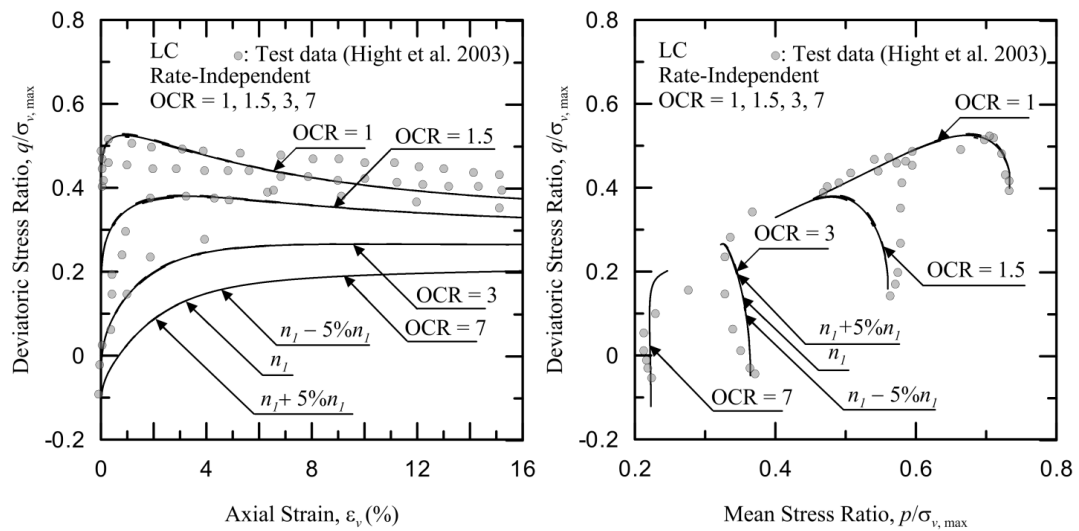 LC
: Test data (Hight et al. 2003)
Rate-Independent
OCR = 1, 1.5, 3, 7
OCR = 1
OCR = 1.5
OCR = 3
OCR = 7
n₁ – 5%n₁
n₁
n₁+ 5%n₁
0.8
0.6
0.4
0.2
0
-0.2
0
4
8
12
16
Deviatoric Stress Ratio, q/σᵥ, max
Axial Strain, εᵥ (%)
LC
: Test data (Hight et al. 2003)
Rate-Independent
OCR = 1, 1.5, 3, 7
OCR = 1
OCR = 3
OCR = 1.5
n₁+5%n₁
n₁
n₁ – 5%n₁
OCR = 7
0.8
0.6
0.4
0.2
0
-0.2
0.2
0.4
0.6
0.8
Deviatoric Stress Ratio, q/σᵥ, max
Mean Stress Ratio, p/σᵥ, max